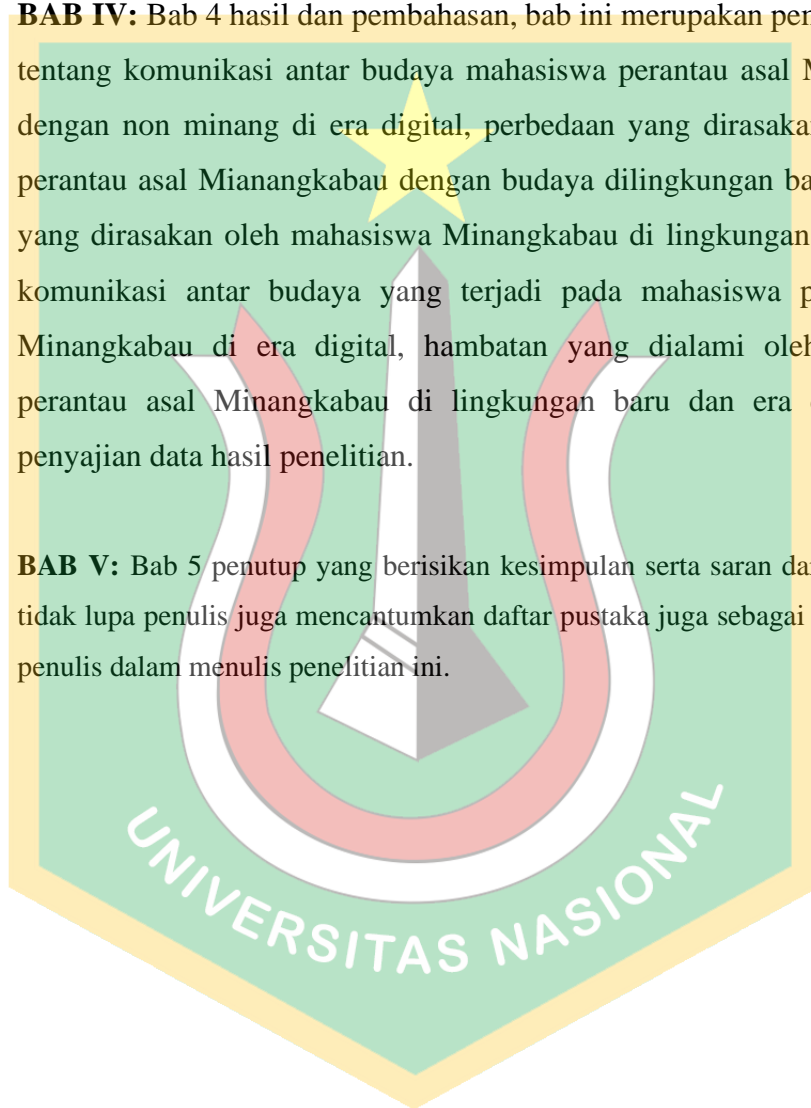 BAB IV: Bab 4 hasil dan pembahasan, bab ini merupakan
tentang komunikasi antar budaya mahasiswa perantau asal
dengan non minang di era digital, perbedaan yang dirasakan
perantau asal Mianangkabau dengan budaya dilingkungan
yang dirasakan oleh mahasiswa Minangkabau di lingkungan
komunikasi antar budaya yang terjadi pada mahasiswa
Minangkabau di era digital, hambatan yang dialami oleh
perantau asal Minangkabau di lingkungan baru dan era
penyajian data hasil penelitian.
BAB V: Bab 5 penutup yang berisikan kesimpulan serta saran
tidak lupa penulis juga mencantumkan daftar pustaka juga sebagai
penulis dalam menulis penelitian ini.
UNIVERSITAS NASIONAL